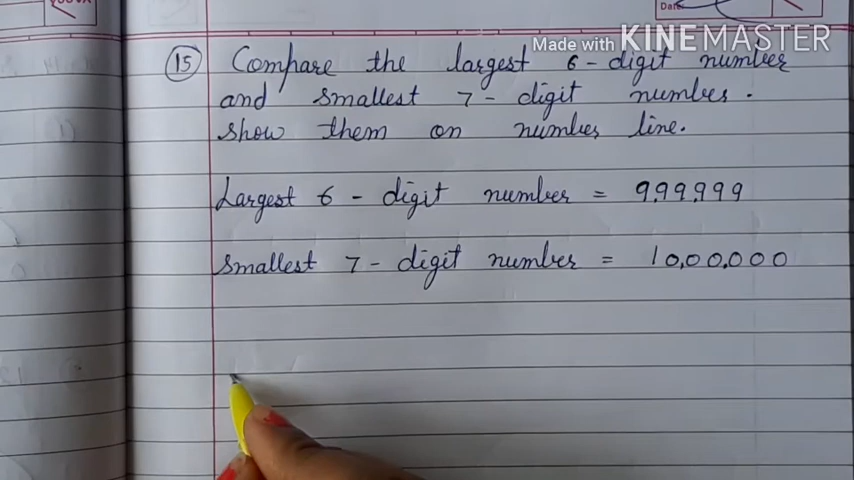 Date
Made with KINEMASTER
15 Compare the largest 6-digit number
and smallest 7-digit number.
show them on number line.
Largest 6-digit number = 9,99,999
Smallest 7-digit number = 10,00,000